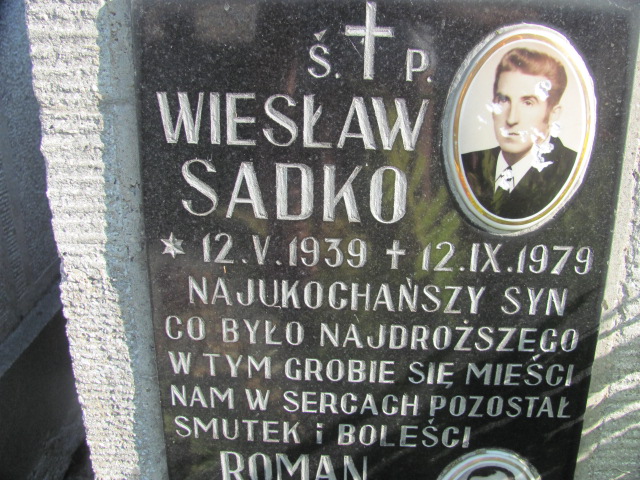 Ś. P.
WIESŁAW
SADKO
* 12.V.1939 + 12.IX.1979
NAJUKOCHAŃSZY SYN
CO BYŁO NAJDROŻSZEGO
W TYM GROBIE SIĘ MIEŚCI
NAM W SERCACH POZOSTAŁ
SMUTEK i BOLEŚCI
ROMAN